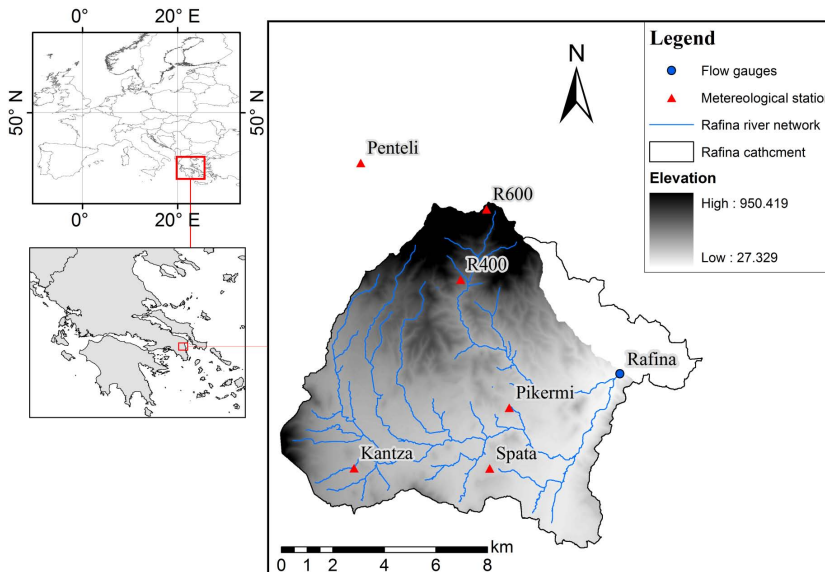 0°
20° E
50° N
50° N
0°
20° E
N
Penteli
R600
R400
Rafina
Pikermi
Kantza
Spata
km
0 1 2 4 6 8
Legend
Flow gauges
Metereological station
Rafina river network
Rafina cathcment
Elevation
High : 950.419
Low : 27.329